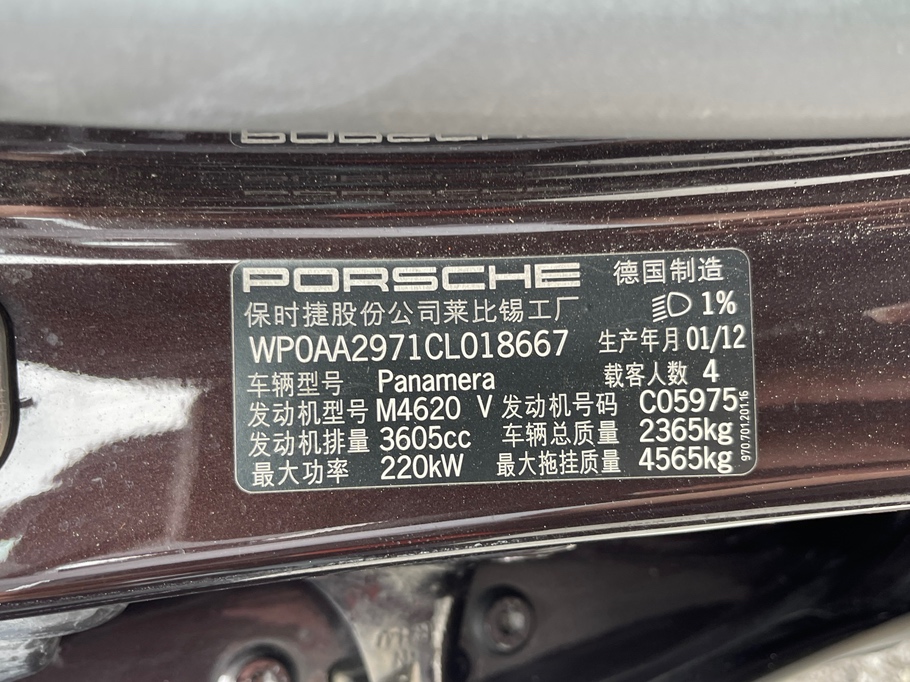 PORSCHE 德国制造
保时捷股份公司莱比锡工厂 1%
WP0AA2971CL018667 生产年月 01/12
车辆型号 Panamera 载客人数 4
发动机型号 M4620 V 发动机号码 C05975
发动机排量 3605cc 车辆总质量 2365kg
最大功率 220kW 最大拖挂质量 4565kg
970.701.201.16